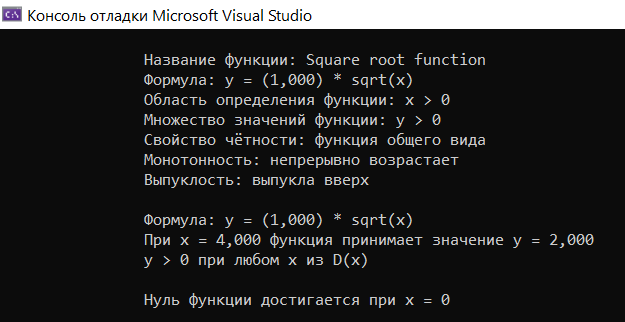 Консоль отладки Microsoft Visual Studio
Название функции: Square root function
Формула: y = (1,000) * sqrt(x)
Область определения функции: x > 0
Множество значений функции: y > 0
Свойство чётности: функция общего вида
Монотонность: непрерывно возрастает
Выпуклость: выпукла вверх
Формула: y = (1,000) * sqrt(x)
При x = 4,000 функция принимает значение y = 2,000
y > 0 при любом x из D(x)
Нуль функции достигается при x = 0